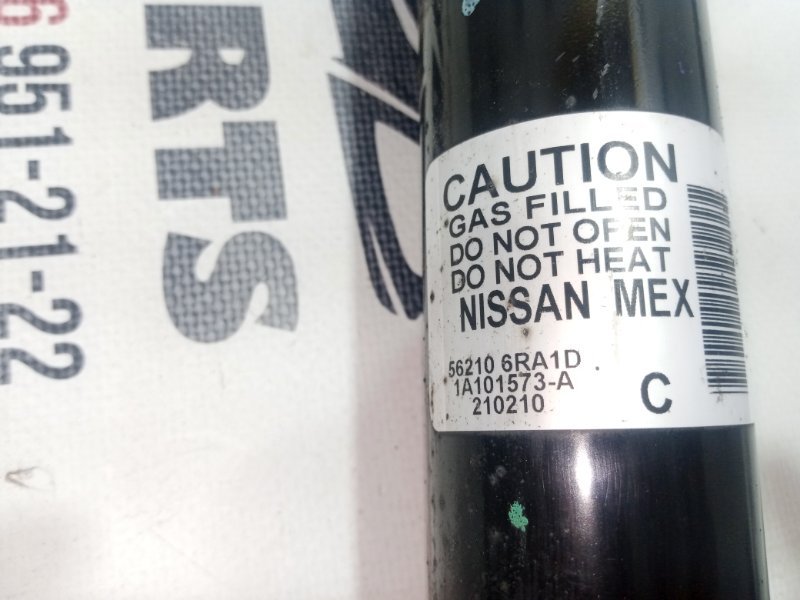 CAUTION
GAS FILLED
DO NOT OPEN
DO NOT HEAT
NISSAN MEX
56210 6RA1D
1A101573-A
210210
C
RTS
6 951-21-22